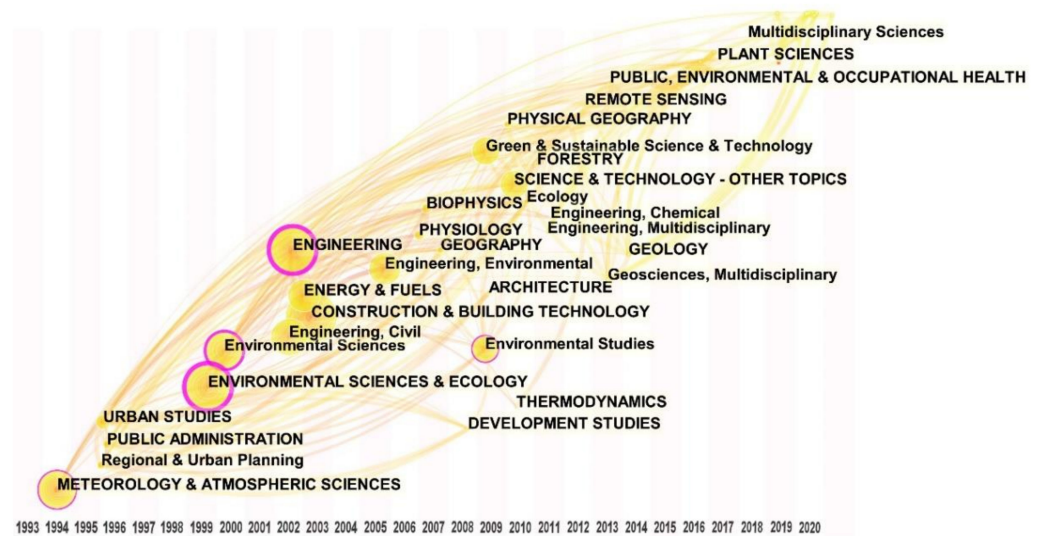 Multidisciplinary Sciences
PLANT SCIENCES
PUBLIC, ENVIRONMENTAL & OCCUPATIONAL HEALTH
REMOTE SENSING
PHYSICAL GEOGRAPHY
Green & Sustainable Science & Technology
FORESTRY
SCIENCE & TECHNOLOGY - OTHER TOPICS
Ecology
BIOPHYSICS
Engineering, Chemical
Engineering, Multidisciplinary
PHYSIOLOGY
ENGINEERING
GEOGRAPHY
GEOLOGY
Engineering, Environmental
Geosciences, Multidisciplinary
ARCHITECTURE
ENERGY & FUELS
CONSTRUCTION & BUILDING TECHNOLOGY
Engineering, Civil
Environmental Sciences
Environmental Studies
ENVIRONMENTAL SCIENCES & ECOLOGY
THERMODYNAMICS
URBAN STUDIES
DEVELOPMENT STUDIES
PUBLIC ADMINISTRATION
Regional & Urban Planning
METEOROLOGY & ATMOSPHERIC SCIENCES
1993 1994 1995 1996 1997 1998 1999 2000 2001 2002 2003 2004 2005 2006 2007 2008 2009 2010 2011 2012 2013 2014 2015 2016 2017 2018 2019 2020